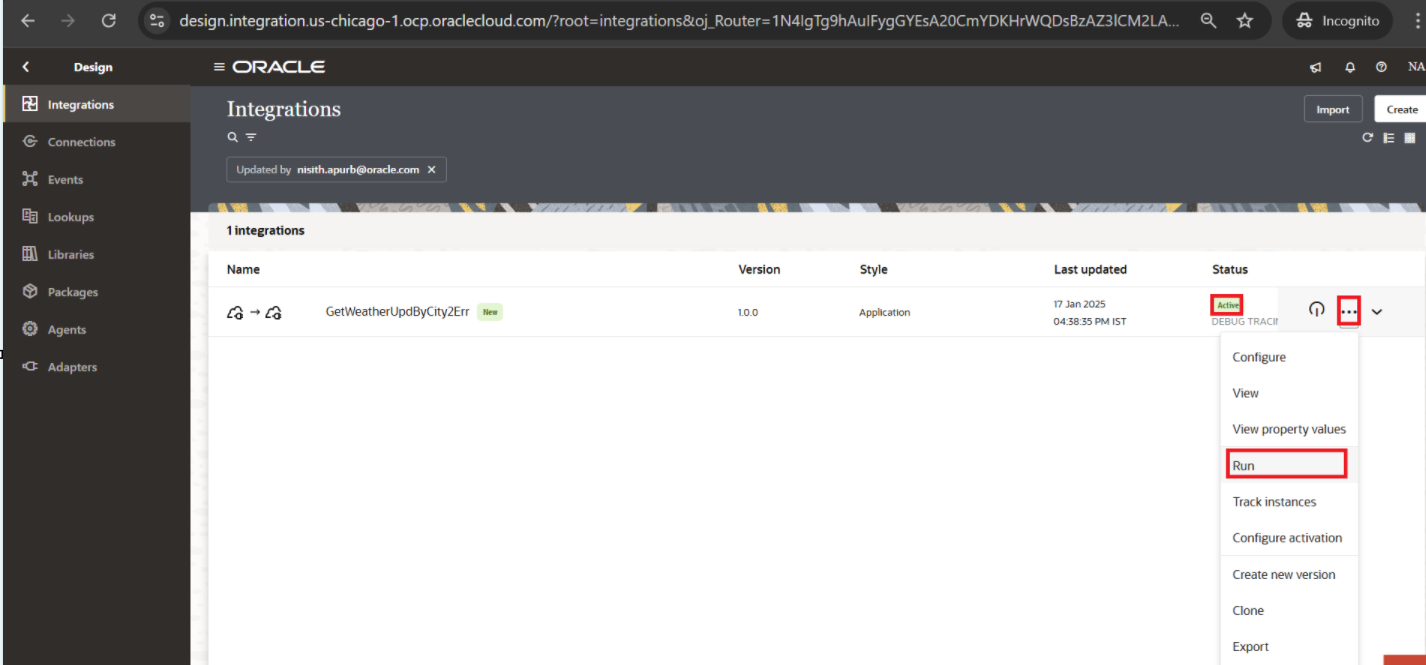 design.integration.us-chicago-1.ocp.oraclecloud.com/?root=integrations&oj_Router=1N4IgTg9hAuIFygGYEsA20CmYDKHrWQDsBzAZ3lCM2LA...
Incognito
Design
ORACLE
NA
Integrations
Connections
Events
Lookups
Libraries
Packages
Agents
Adapters
Integrations
Import
Create
Updated by nisith.apurb@oracle.com
1 integrations
Name Version Style Last updated Status
GetWeatherUpdByCity2Err New 1.0.0 Application 17 Jan 2025 Active
04:38:35 PM IST DEBUG TRACI
Configure
View
View property values
Run
Track instances
Configure activation
Create new version
Clone
Export